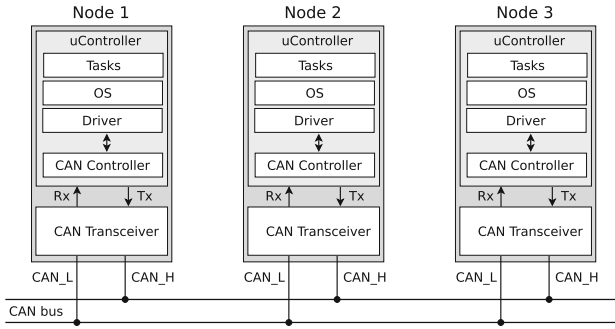 Node 1 Node 2 Node 3
uController uController uController
Tasks Tasks Tasks
OS OS OS
Driver Driver Driver
CAN Controller CAN Controller CAN Controller
Rx Tx Rx Tx Rx Tx
CAN Transceiver CAN Transceiver CAN Transceiver
CAN_L CAN_H CAN_L CAN_H CAN_L CAN_H
CAN bus